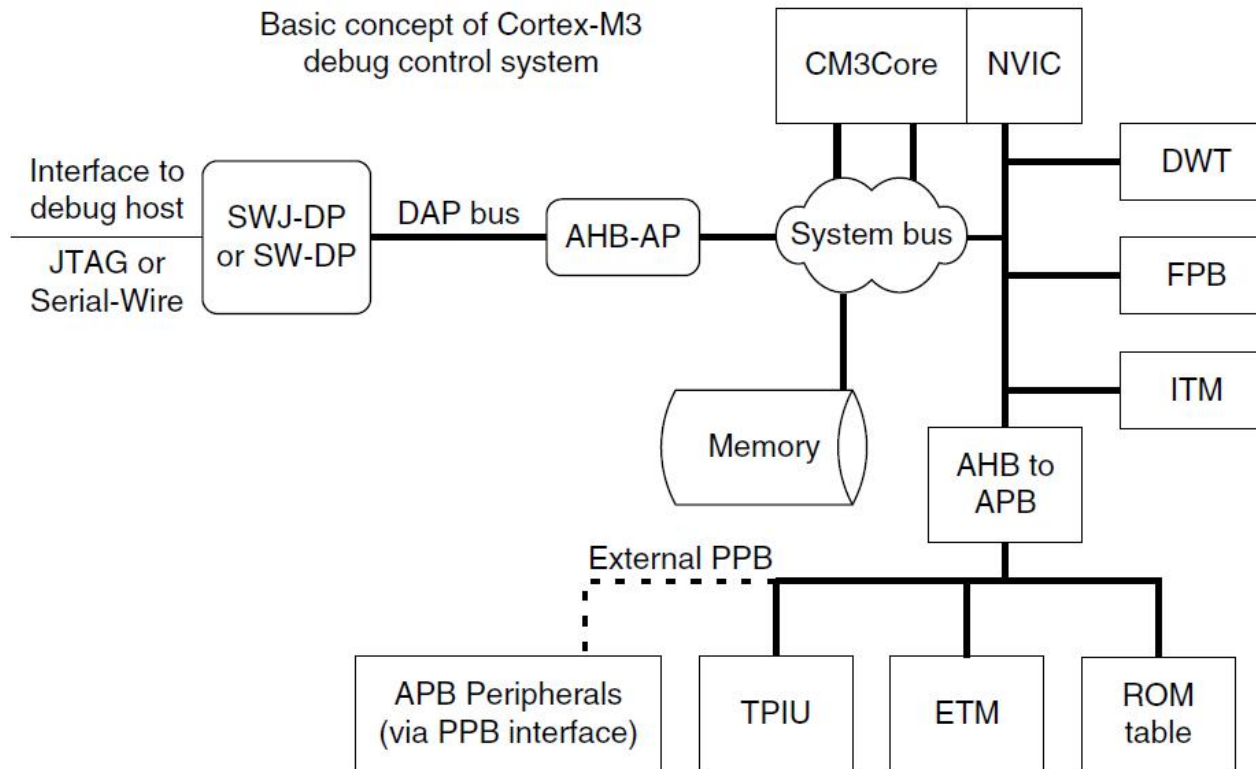 Basic concept of Cortex-M3
debug control system
CM3Core
NVIC
DWT
Interface to
debug host
SWJ-DP
or SW-DP
DAP bus
AHB-AP
System bus
JTAG or
Serial-Wire
FPB
ITM
Memory
AHB to
APB
External PPB
APB Peripherals
(via PPB interface)
TPIU
ETM
ROM
table